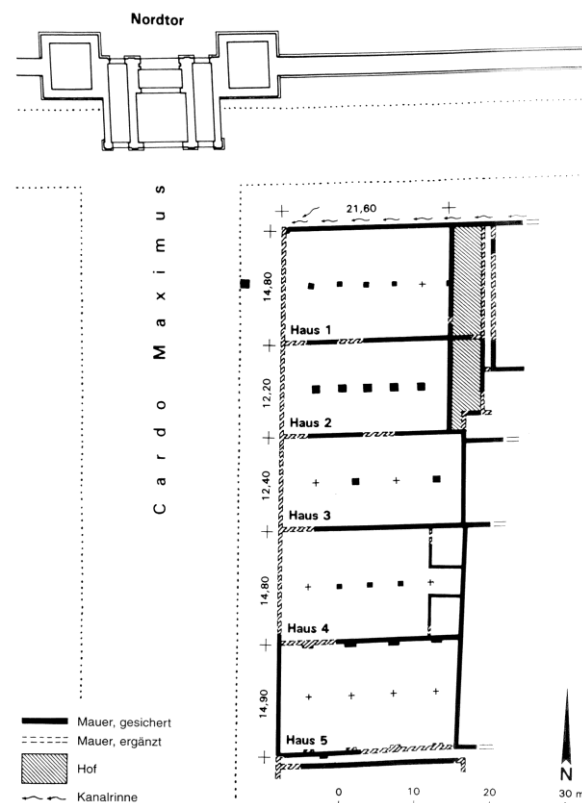 Nordtor
Cardo Maximus
21,60
14,80
Haus 1
12,20
Haus 2
12,40
Haus 3
14,80
Haus 4
14,90
Haus 5
Mauer, gesichert
Mauer, ergänzt
Hof
Kanalrinne
0 10 20 30 m